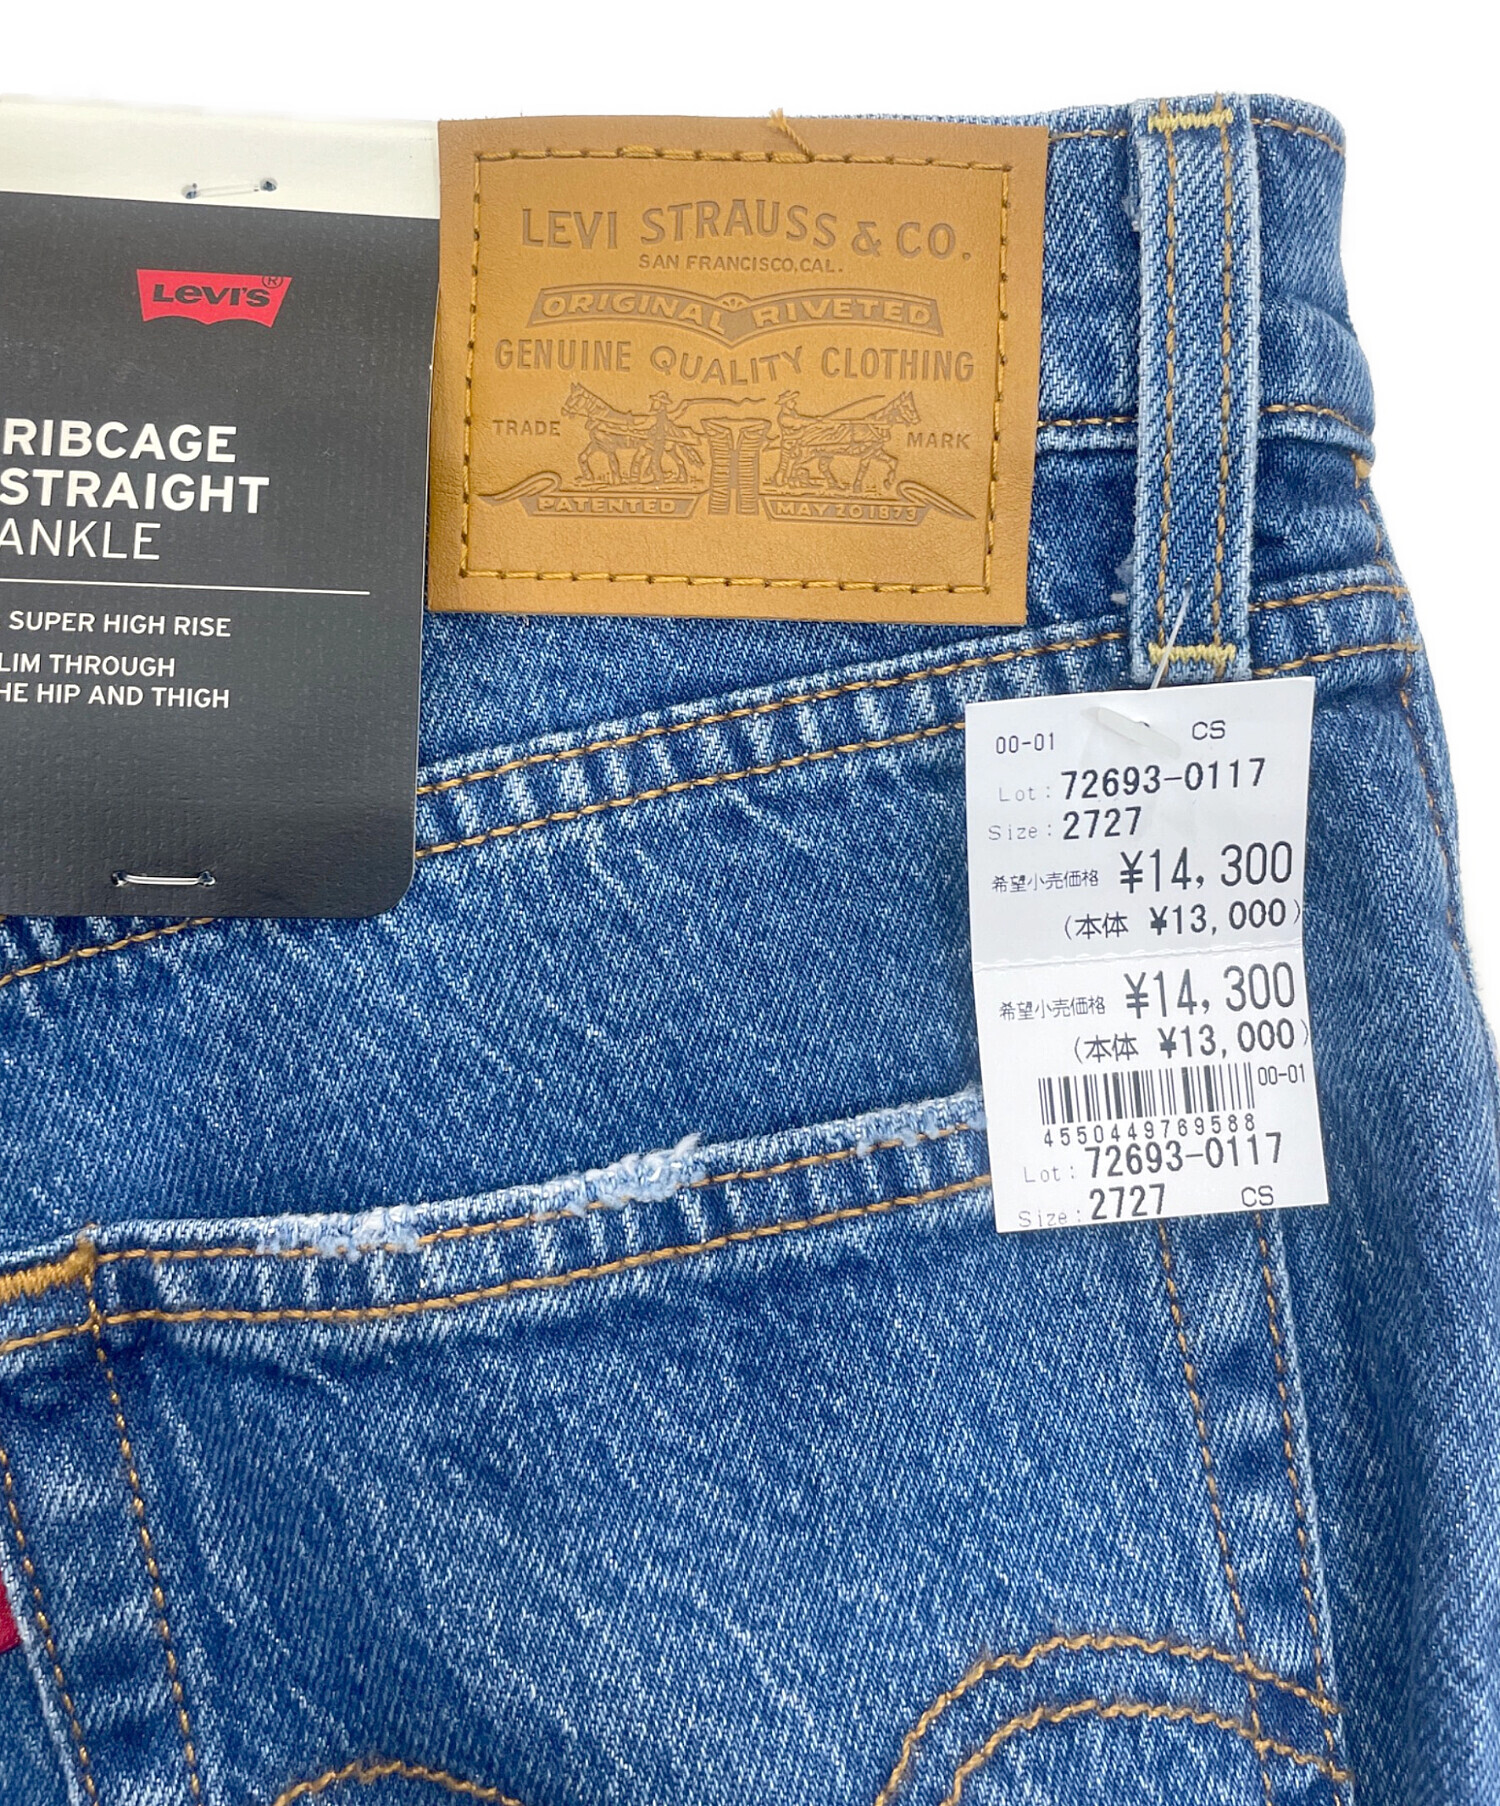 LEVI'S®
RIBCAGE
STRAIGHT
ANKLE
SUPER HIGH RISE
LIM THROUGH
HE HIP AND THIGH
LEVI STRAUSS & CO.
SAN FRANCISCO, CAL.
ORIGINAL RIVETED
GENUINE QUALITY CLOTHING
TRADE MARK
PATENTED MAY 20 1873
00-01 CS
Lot: 72693-0117
Size: 2727
希望小売価格 ¥14,300
(本体 ¥13,000)
希望小売価格 ¥14,300
(本体 ¥13,000)
00-01
4550449769588
Lot: 72693-0117
Size: 2727 CS